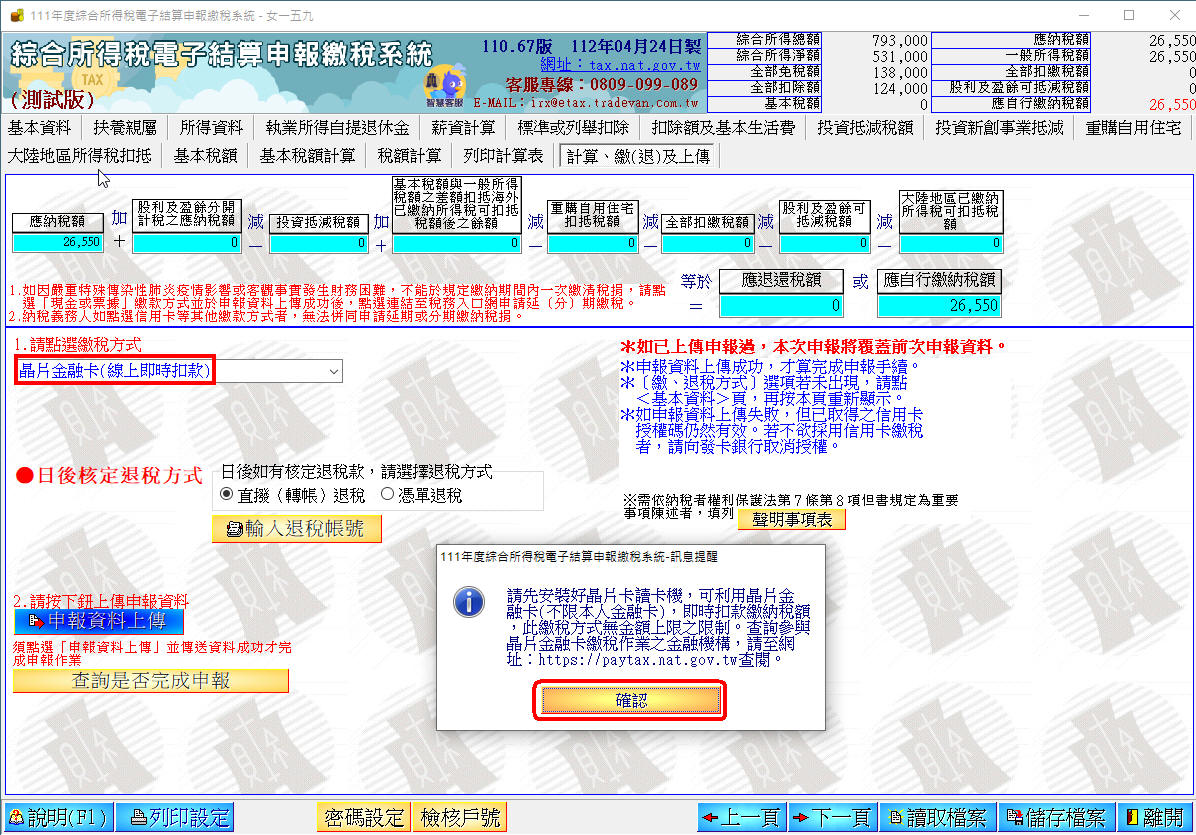 111年度綜合所得稅電子結算申報繳稅系統 - 女一五九
綜合所得稅電子結算申報繳稅系統
TAX
(測試版)
110.67版 112年04月24日製
網址：tax.nat.gov.tw
客服專線：0809-099-089
E-MAIL：irx@etax.tradevan.com.tw
智慧客服
綜合所得總額 793,000 應納稅額 26,550
綜合所得淨額 531,000 一般所得稅額 26,550
全部免稅額 138,000 全部扣繳稅額 0
全部扣除額 124,000 股利及盈餘可抵減稅額 0
基本稅額 0 應自行繳納稅額 26,550
基本資料 扶養親屬 所得資料 執業所得自提退休金 薪資計算 標準或列舉扣除 扣除額及基本生活費 投資抵減稅額 投資新創事業抵減 重購自用住宅
大陸地區所得稅扣抵 基本稅額 基本稅額計算 稅額計算 列印計算表 計算、繳(退)及上傳
應納稅額
26,550
加
＋
股利及盈餘分開
計稅之應納稅額
0
減
－
投資抵減稅額
0
加
＋
基本稅額與一般所得
稅額之差額扣抵海外
已繳納所得稅可扣抵
稅額後之餘額
0
減
－
重購自用住宅
扣抵稅額
0
減
－
全部扣繳稅額
0
減
－
股利及盈餘可
抵減稅額
0
減
－
大陸地區已繳納
所得稅可扣抵稅
額
0
等於
＝
應退還稅額
0
或
應自行繳納稅額
26,550
1.如因嚴重特殊傳染性肺炎疫情影響或客觀事實發生財務困難，不能於規定繳納期間內一次繳清稅捐，請點
選「現金或票據」繳款方式並於申報資料上傳成功後，點選連結至稅務入口網申請延（分）期繳稅。
2.納稅義務人如點選信用卡等其他繳款方式者，無法併同申請延期或分期繳納稅捐。
1.請點選繳稅方式
晶片金融卡(線上即時扣款)
＊如已上傳申報過，本次申報將覆蓋前次申報資料。
＊申報資料上傳成功，才算完成申報手續。
＊〔繳、退稅方式〕選項若未出現，請點
＜基本資料＞頁，再按本頁重新顯示。
＊如申報資料上傳失敗，但已取得之信用卡
授權碼仍然有效。若不欲採用信用卡繳稅
者，請向發卡銀行取消授權。
●日後核定退稅方式
日後如有核定退稅款，請選擇退稅方式
直撥（轉帳）退稅 憑單退稅
輸入退稅帳號
※需依納稅者權利保護法第7條第8項但書規定為重要
事項陳述者，填列 聲明事項表
2.請按下鈕上傳申報資料
申報資料上傳
須點選「申報資料上傳」並傳送資料成功才完
成申報作業
查詢是否完成申報
111年度綜合所得稅電子結算申報繳稅系統-訊息提醒
請先安裝好晶片卡讀卡機，可利用晶片金
融卡(不限本人金融卡)，即時扣款繳納稅額
，此繳稅方式無金額上限之限制。查詢參與
晶片金融卡繳稅作業之金融機構，請至網
址：https://paytax.nat.gov.tw查閱。
確認
說明(F1) 列印設定 密碼設定 檢核戶號 上一頁 下一頁 讀取檔案 儲存檔案 離開